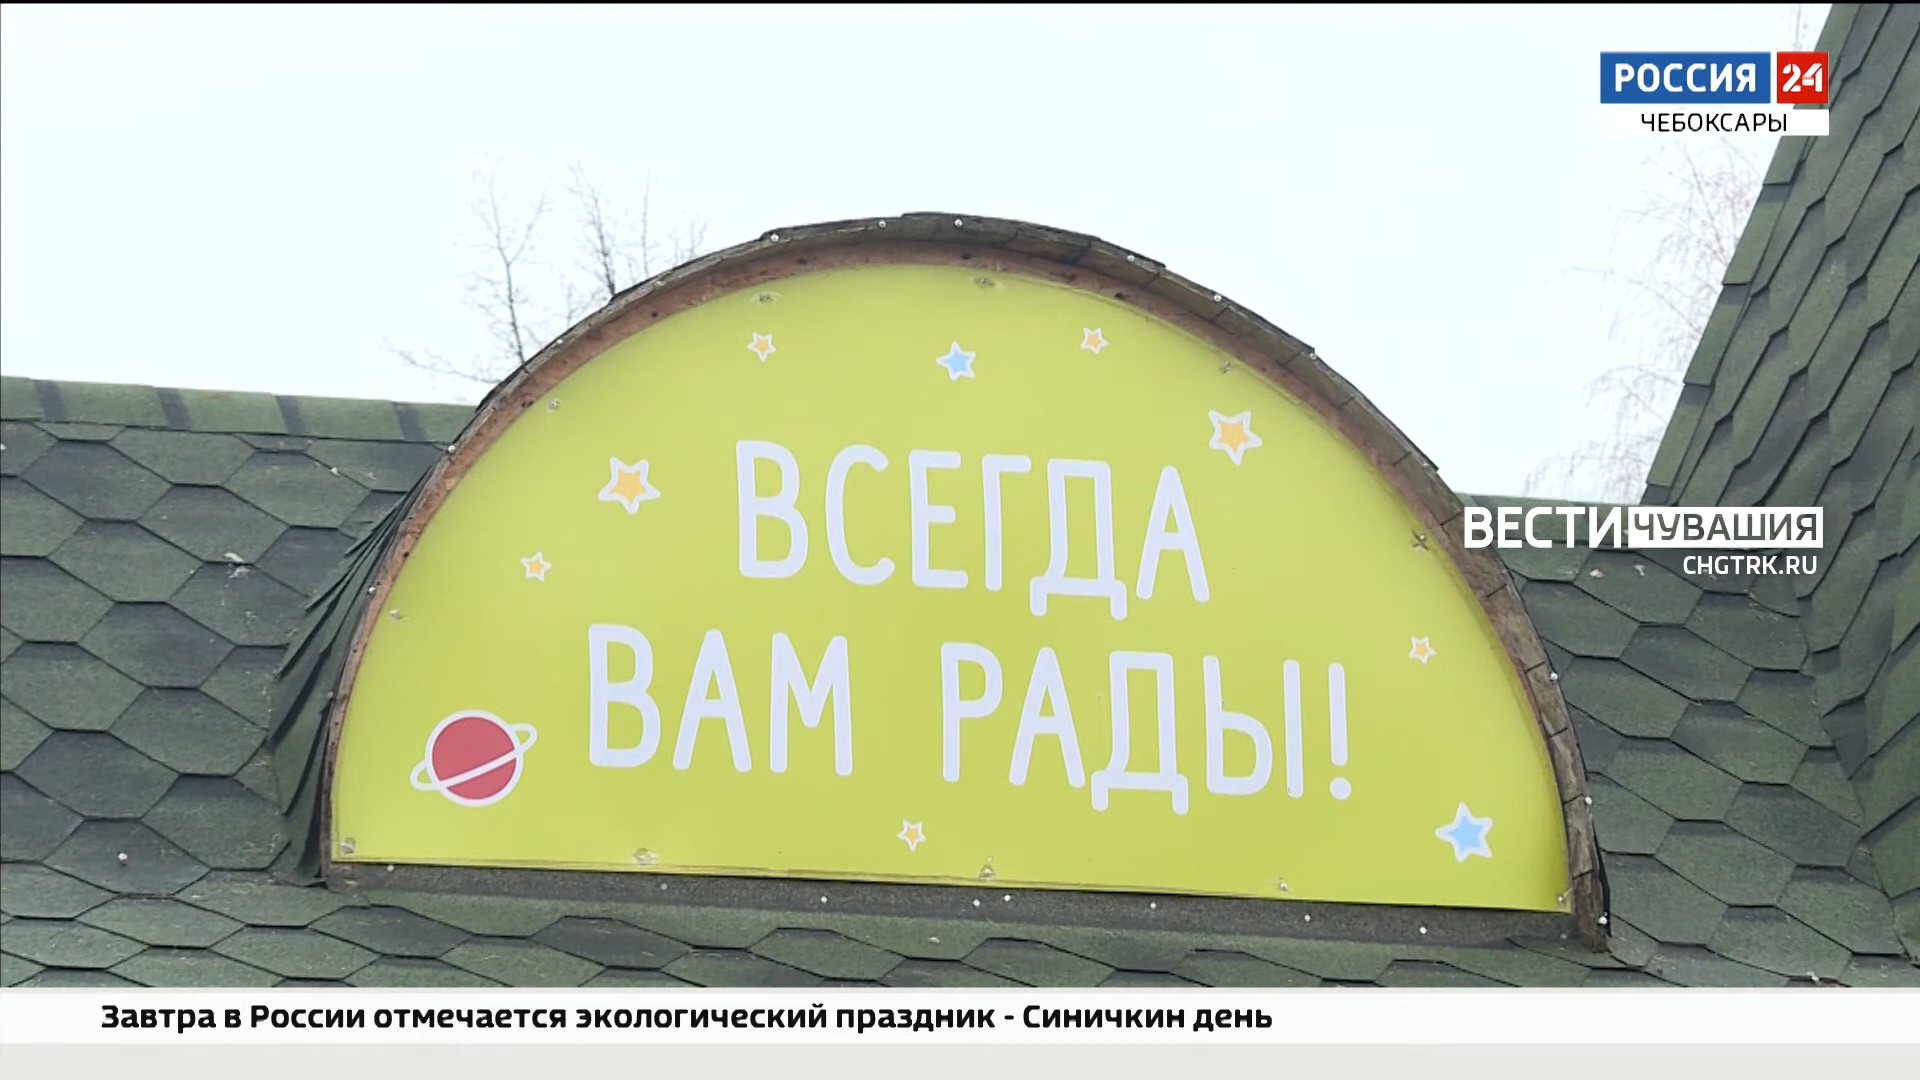 РОССИЯ 24
ЧЕБОКСАРЫ
ВСЕГДА
ВАМ РАДЫ!
ВЕСТИ ЧУВАШИЯ
CHGTRK.RU
Завтра в России отмечается экологический праздник - Синичкин день